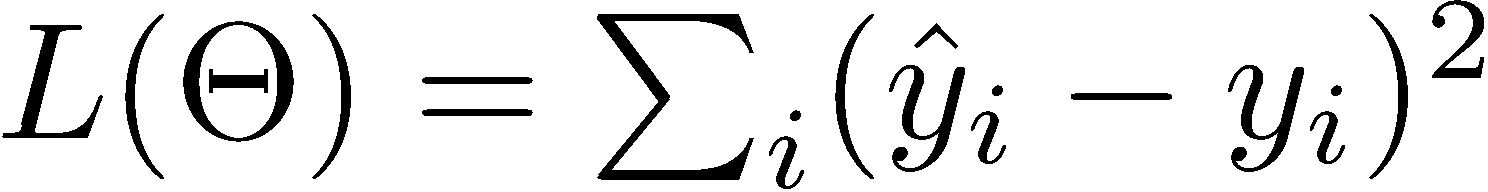 L(Θ) = ∑ᵢ(ŷᵢ − yᵢ)²